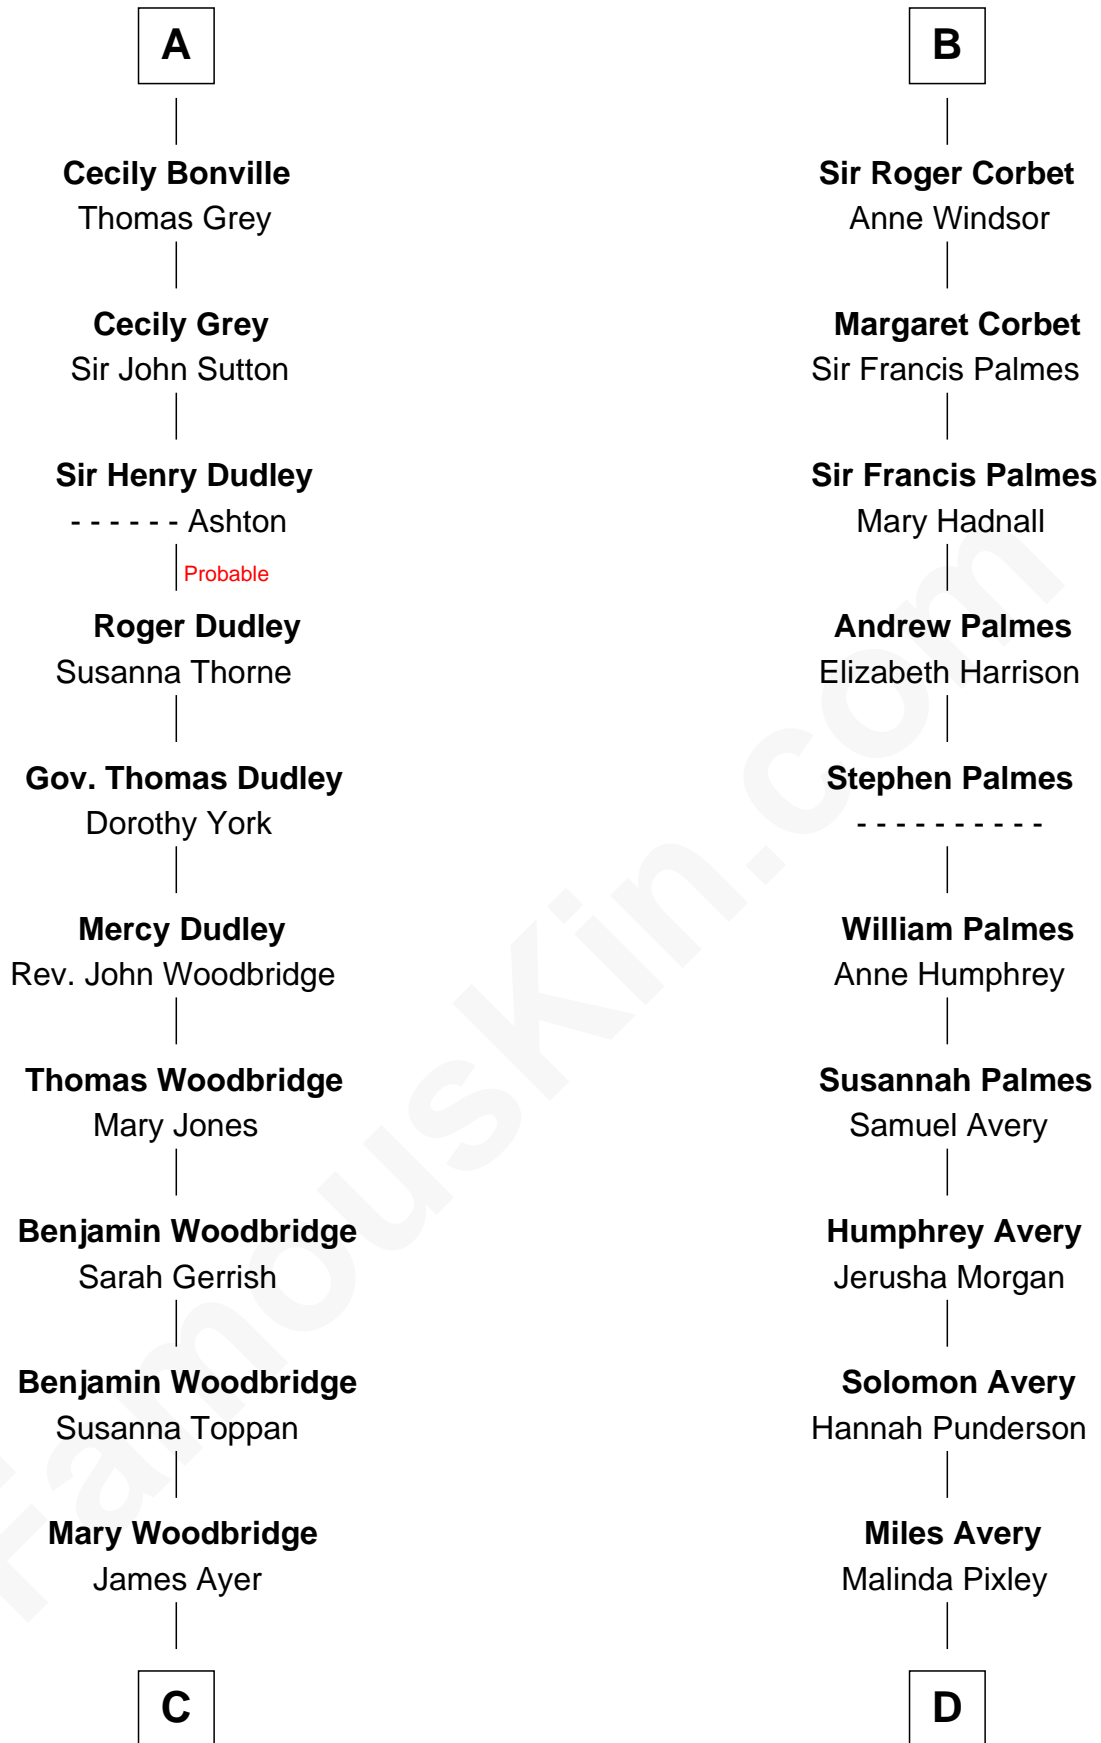 A
Cecily Bonville
Thomas Grey
Cecily Grey
Sir John Sutton
Sir Henry Dudley
- - - - - - Ashton
Probable
Roger Dudley
Susanna Thorne
Gov. Thomas Dudley
Dorothy York
Mercy Dudley
Rev. John Woodbridge
Thomas Woodbridge
Mary Jones
Benjamin Woodbridge
Sarah Gerrish
Benjamin Woodbridge
Susanna Toppan
Mary Woodbridge
James Ayer
C
B
Sir Roger Corbet
Anne Windsor
Margaret Corbet
Sir Francis Palmes
Sir Francis Palmes
Mary Hadnall
Andrew Palmes
Elizabeth Harrison
Stephen Palmes
- - - - - - - - - -
William Palmes
Anne Humphrey
Susannah Palmes
Samuel Avery
Humphrey Avery
Jerusha Morgan
Solomon Avery
Hannah Punderson
Miles Avery
Malinda Pixley
D
FamousKin.com